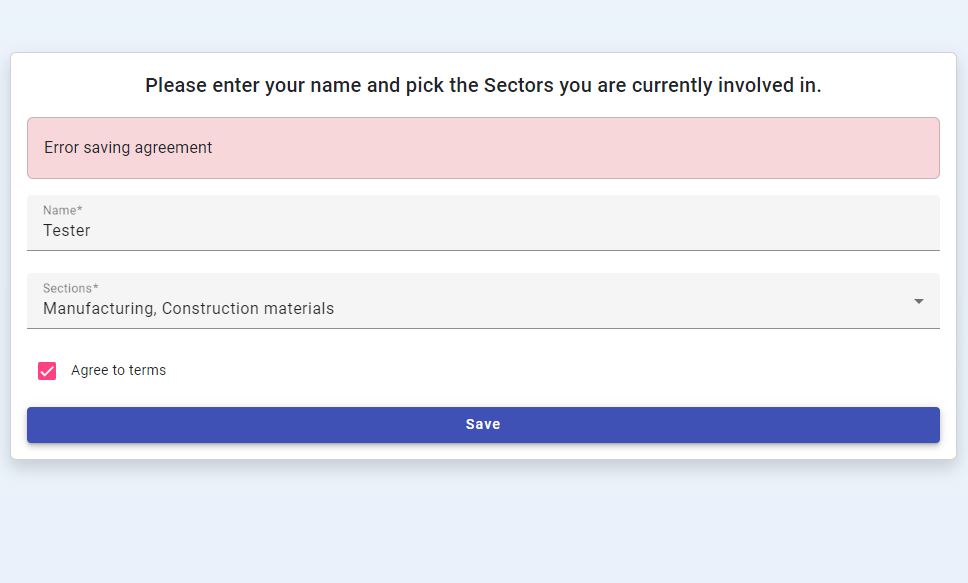 Please enter your name and pick the Sectors you are currently involved in.
Error saving agreement
Name*
Tester
Sections*
Manufacturing, Construction materials
Agree to terms
Save